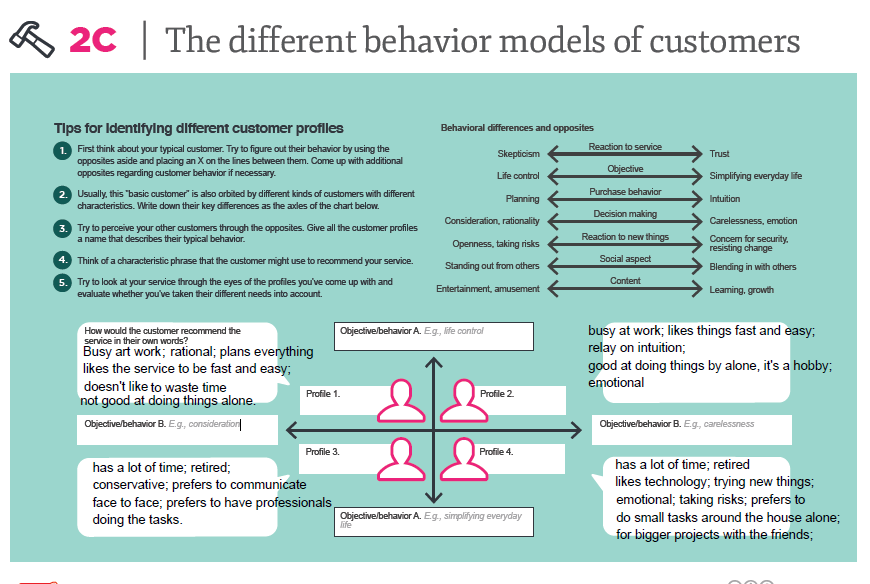 2C | The different behavior models of customers
Tips for identifying different customer profiles
1. First think about your typical customer. Try to figure out their behavior by using the
opposites aside and placing an X on the lines between them. Come up with additional
opposites regarding customer behavior if necessary.
2. Usually, this "basic customer" is also orbited by different kinds of customers with different
characteristics. Write down their key differences as the axles of the chart below.
3. Try to perceive your other customers through the opposites. Give all the customer profiles
a name that describes their typical behavior.
4. Think of a characteristic phrase that the customer might use to recommend your service.
5. Try to look at your service through the eyes of the profiles you've come up with and
evaluate whether you've taken their different needs into account.
Behavioral differences and opposites
Skepticism Reaction to service Trust
Life control Objective Simplifying everyday life
Planning Purchase behavior Intuition
Consideration, rationality Decision making Carelessness, emotion
Openness, taking risks Reaction to new things Concern for security,
resisting change
Standing out from others Social aspect Blending in with others
Entertainment, amusement Content Learning, growth
How would the customer recommend the
service in their own words?
Busy art work; rational; plans everything
likes the service to be fast and easy;
doesn't like to waste time
not good at doing things alone.
Objective/behavior A. E.g., life control
busy at work; likes things fast and easy;
relay on intuition;
good at doing things by alone, it's a hobby;
emotional
Profile 1.
Profile 2.
Objective/behavior B. E.g., consideration
Objective/behavior B. E.g., carelessness
Profile 3.
Profile 4.
has a lot of time; retired;
conservative; prefers to communicate
face to face; prefers to have professionals
doing the tasks.
Objective/behavior A. E.g., simplifying everyday
life
has a lot of time; retired
likes technology; trying new things;
emotional; taking risks; prefers to
do small tasks around the house alone;
for bigger projects with the friends;